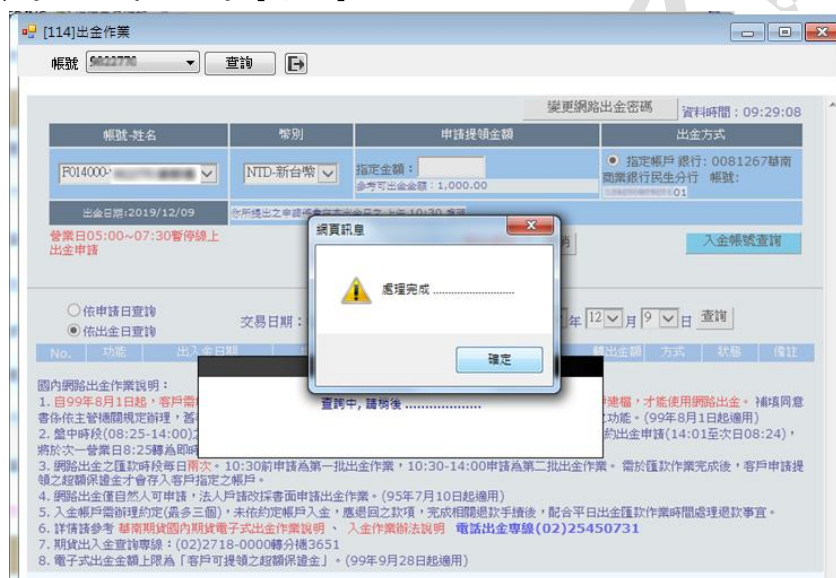 [114]出金作業
帳號 查詢
變更網路出金密碼 資料時間：09:29:08
帳號-姓名 幣別 申請提領金額 出金方式
F014000- NTD-新台幣 指定金額： 指定帳戶 銀行：0081267華南
參考可出金金額：1,000.00 商業銀行民生分行 帳號：
01
出金日期:2019/12/09
營業日05:00~07:30暫停線上
出金申請
入金帳號查詢
網頁訊息
處理完成 ...........................
確定
依申請日查詢
依出金日查詢
交易日期： 年 12 月 9 日 查詢
No. 功能 出入金日期 轉出金額 方式 狀態 備註
查詢中, 請稍後 ...................
國內網路出金作業說明：
1. 自99年8月1日起，客戶需 建檔，才能使用網路出金。 補填同意
書係依主管機關規定辦理，舊 之功能。(99年8月1日起適用)
2. 盤中時段(08:25-14:00)之 約出金申請(14:01至次日08:24)，
將於次一營業日8:25轉為即時
3. 網路出金之匯款時段每日兩次。10:30前申請為第一批出金作業，10:30-14:00申請為第二批出金作業。 需於匯款作業完成後，客戶申請提
領之超額保證金才會存入客戶指定之帳戶。
4. 網路出金僅自然人可申請，法人戶請改採書面申請出金作業。(95年7月10日起適用)
5. 入金帳戶需辦理約定(最多三個)，未依約定帳戶入金，應退回之款項，完成相關退款手續後，配合平日出金匯款作業時間處理退款事宜。
6. 詳情請參考 華南期貨國內期貨電子式出金作業說明 、 入金作業辦法說明 電話出金專線(02)25450731
7. 期貨出入金查詢專線：(02)2718-0000轉分機3651
8. 電子式出金金額上限為「客戶可提領之超額保證金」。(99年9月28日起適用)